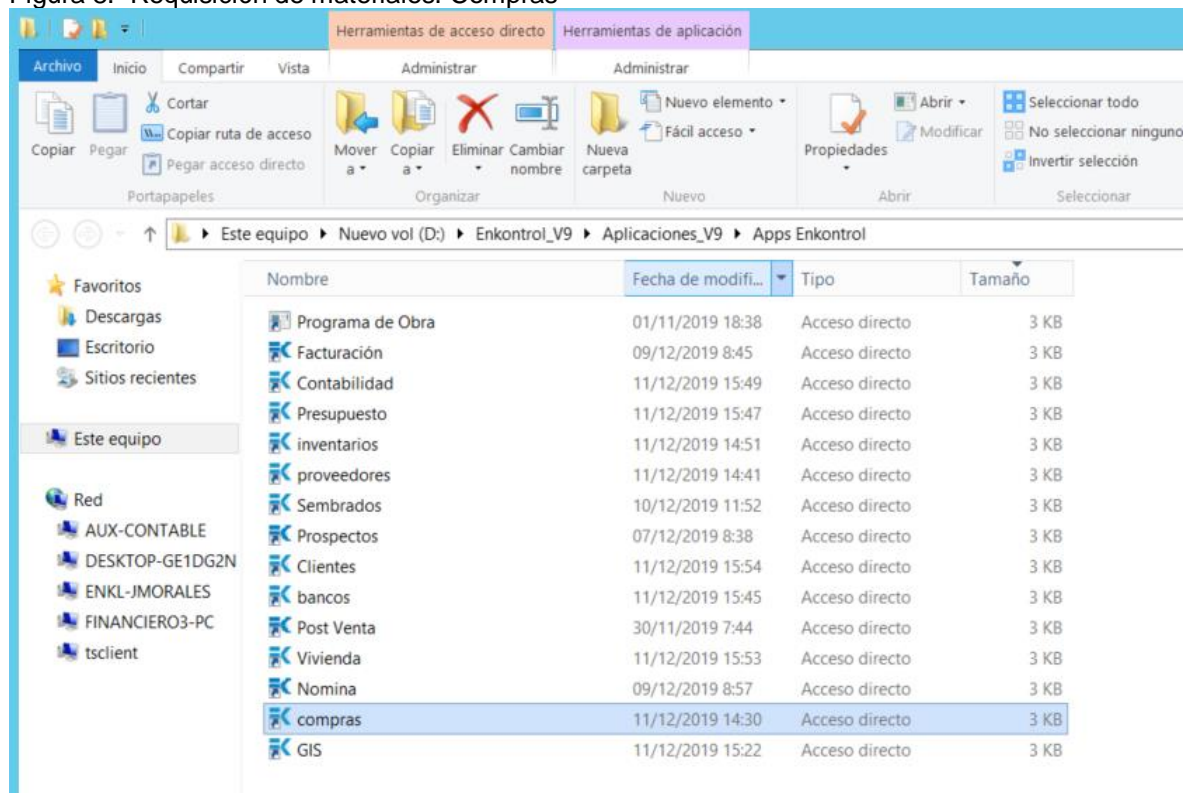 Figura 6. Requisición de materiales. Compras
Herramientas de acceso directo Herramientas de aplicación
Archivo Inicio Compartir Vista Administrar Administrar
Copiar
Pegar
Cortar
Copiar ruta de acceso
Pegar acceso directo
Portapapeles
Mover a
Copiar a
Eliminar
Cambiar nombre
Organizar
Nueva carpeta
Nuevo elemento
Fácil acceso
Nuevo
Propiedades
Abrir
Modificar
Abrir
Seleccionar todo
No seleccionar ninguno
Invertir selección
Seleccionar
Este equipo Nuevo vol (D:) Enkontrol_V9 Aplicaciones_V9 Apps Enkontrol
Favoritos
Descargas
Escritorio
Sitios recientes
Este equipo
Red
AUX-CONTABLE
DESKTOP-GE1DG2N
ENKL-JMORALES
FINANCIERO3-PC
tsclient
Nombre Fecha de modifi... Tipo Tamaño
Programa de Obra 01/11/2019 18:38 Acceso directo 3 KB
Facturación 09/12/2019 8:45 Acceso directo 3 KB
Contabilidad 11/12/2019 15:49 Acceso directo 3 KB
Presupuesto 11/12/2019 15:47 Acceso directo 3 KB
inventarios 11/12/2019 14:51 Acceso directo 3 KB
proveedores 11/12/2019 14:41 Acceso directo 3 KB
Sembrados 10/12/2019 11:52 Acceso directo 3 KB
Prospectos 07/12/2019 8:38 Acceso directo 3 KB
Clientes 11/12/2019 15:54 Acceso directo 3 KB
bancos 11/12/2019 15:45 Acceso directo 3 KB
Post Venta 30/11/2019 7:44 Acceso directo 3 KB
Vivienda 11/12/2019 15:53 Acceso directo 3 KB
Nomina 09/12/2019 8:57 Acceso directo 3 KB
compras 11/12/2019 14:30 Acceso directo 3 KB
GIS 11/12/2019 15:22 Acceso directo 3 KB